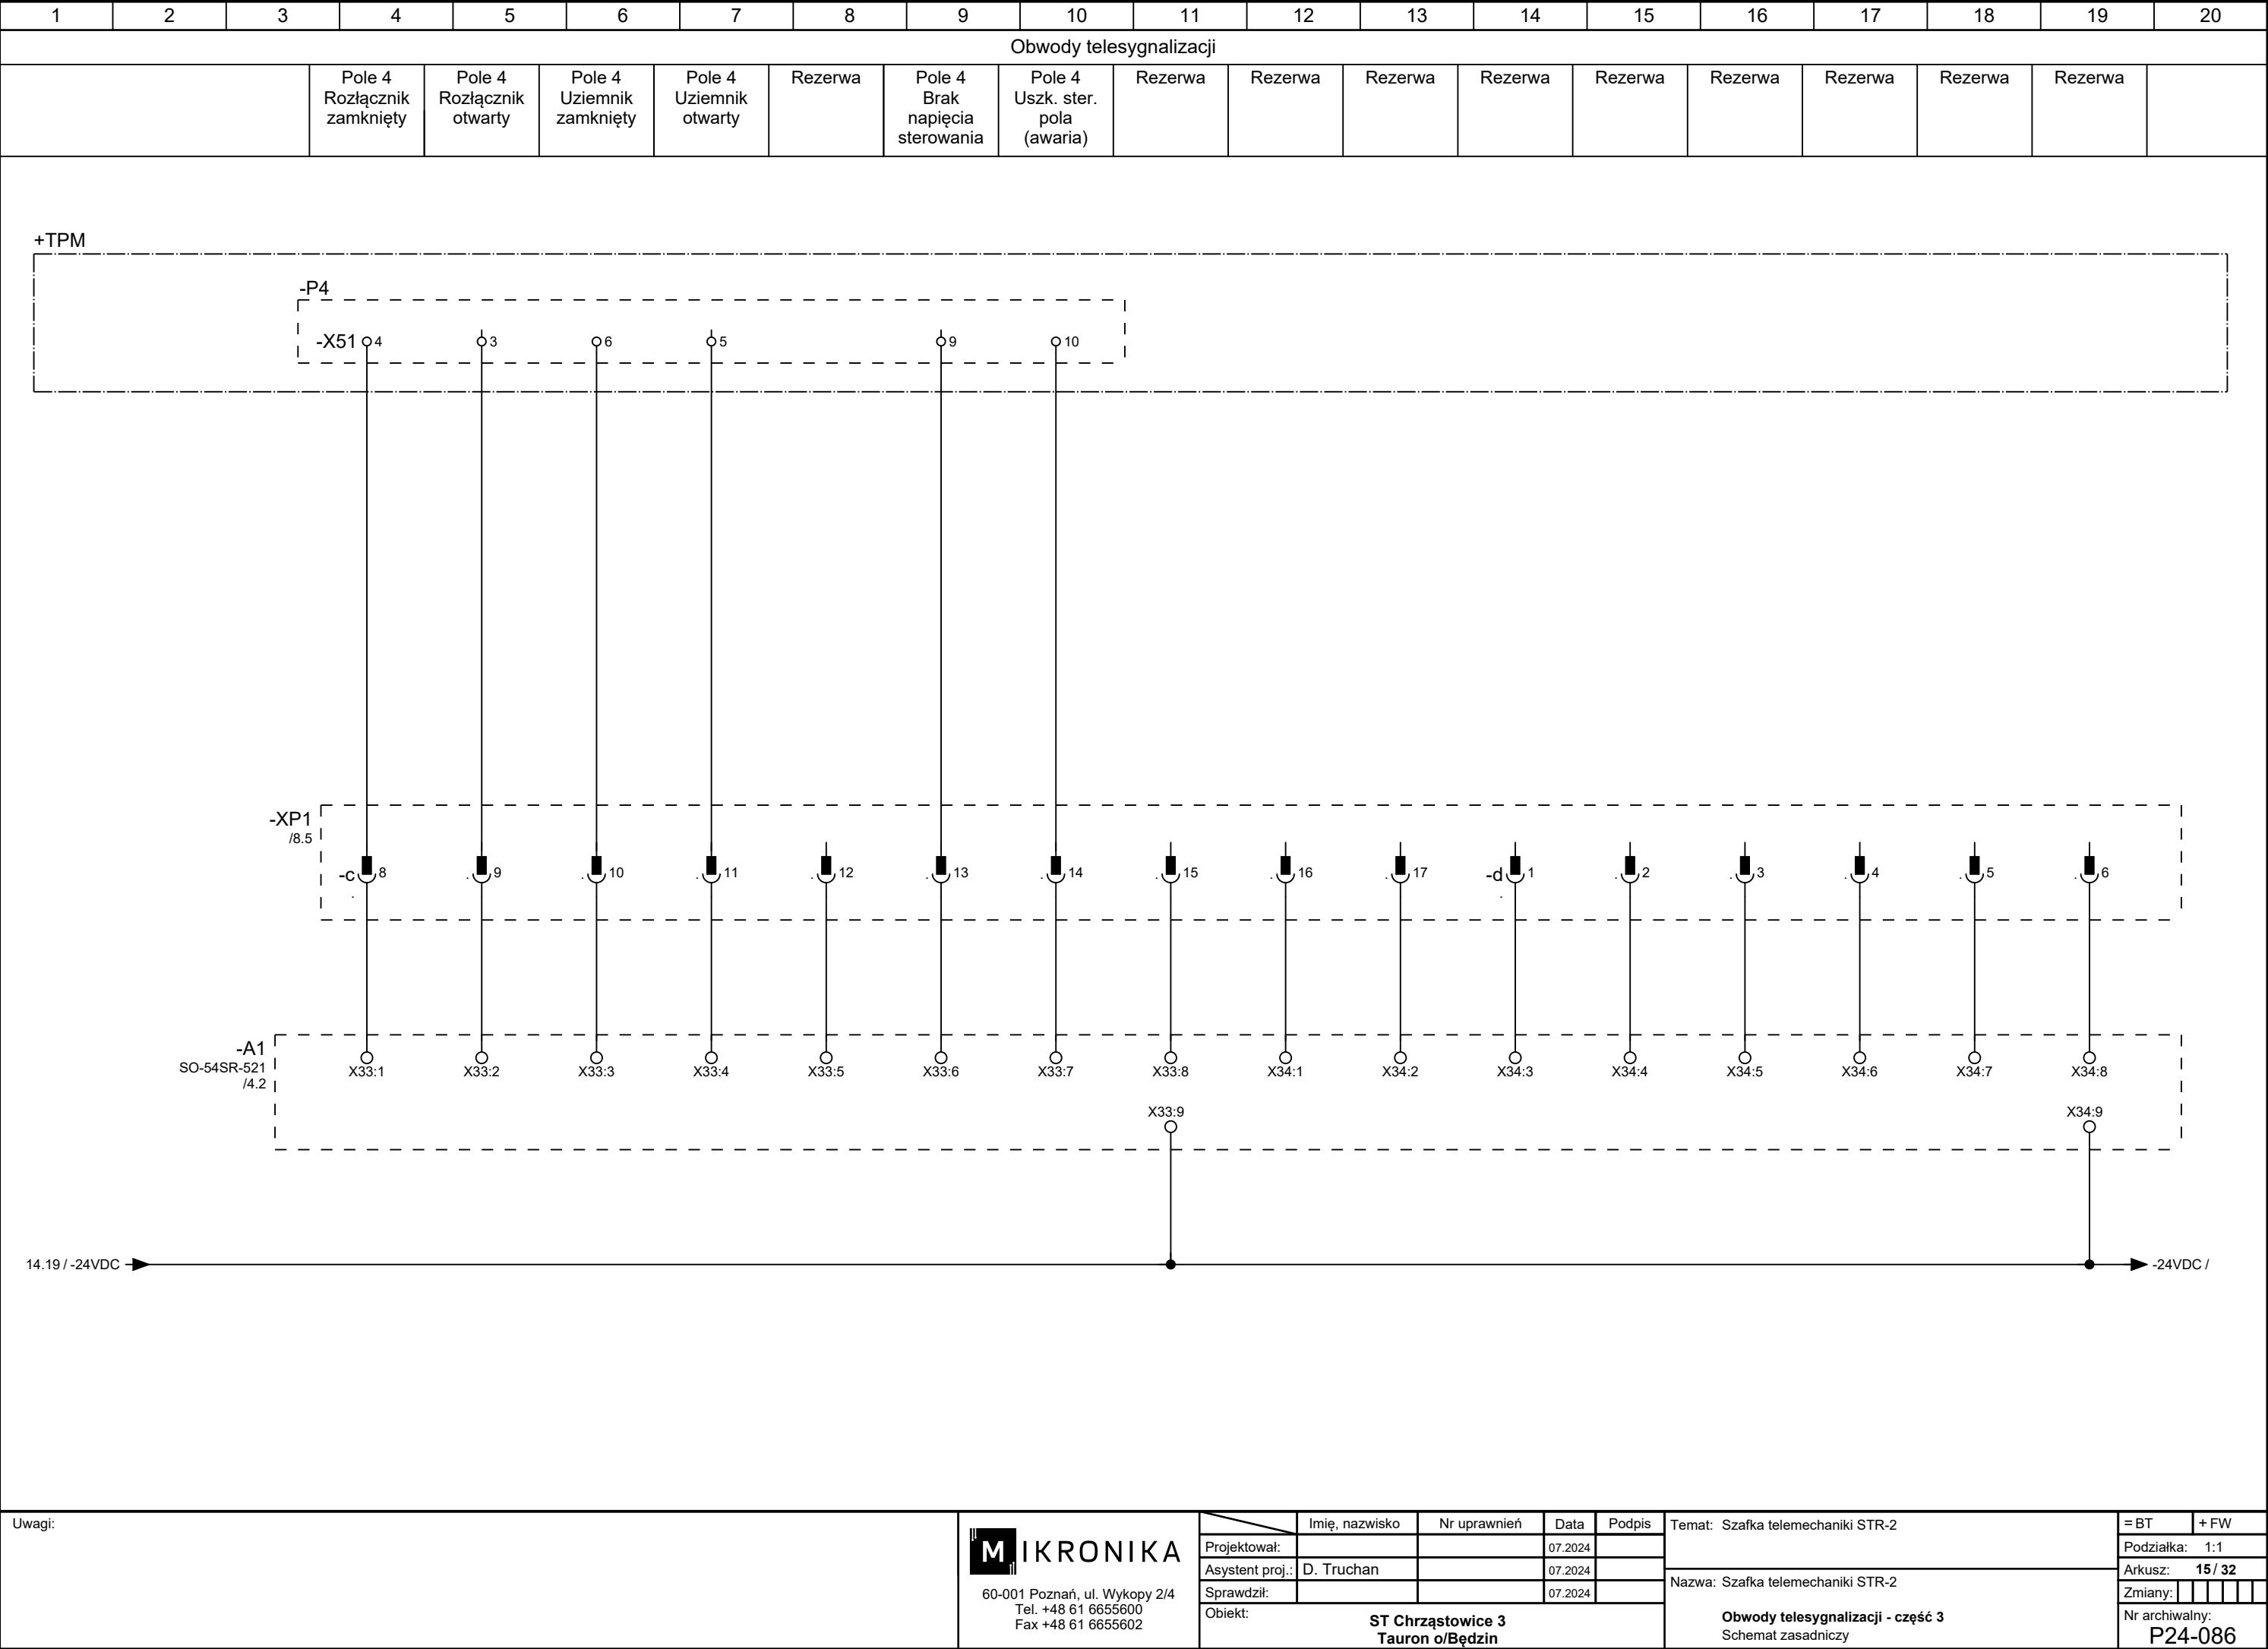 1 2 3 4 5 6 7 8 9 10 11 12 13 14 15 16 17 18 19 20
Obwody telesygnalizacji
Pole 4
Rozłącznik
zamknięty
Pole 4
Rozłącznik
otwarty
Pole 4
Uziemnik
zamknięty
Pole 4
Uziemnik
otwarty
Rezerwa
Pole 4
Brak
napięcia
sterowania
Pole 4
Uszk. ster.
pola
(awaria)
Rezerwa
Rezerwa
Rezerwa
Rezerwa
Rezerwa
Rezerwa
Rezerwa
Rezerwa
Rezerwa
+TPM
-P4
-X51 4 3 6 5 9 10
-XP1
/8.5
-c 8 9 10 11 12 13 14 15 16 17 -d 1 2 3 4 5 6
-A1
SO-54SR-521
/4.2
X33:1 X33:2 X33:3 X33:4 X33:5 X33:6 X33:7 X33:8 X34:1 X34:2 X34:3 X34:4 X34:5 X34:6 X34:7 X34:8
X33:9 X34:9
14.19 / -24VDC
-24VDC /
Uwagi:
MIKRONIKA
60-001 Poznań, ul. Wykopy 2/4
Tel. +48 61 6655600
Fax +48 61 6655602
Imię, nazwisko Nr uprawnień Data Podpis
Projektował: 07.2024
Asystent proj.: D. Truchan 07.2024
Sprawdził: 07.2024
Obiekt:
ST Chrząstowice 3
Tauron o/Będzin
Temat: Szafka telemechaniki STR-2
Nazwa: Szafka telemechaniki STR-2
Obwody telesygnalizacji - część 3
Schemat zasadniczy
= BT + FW
Podziałka: 1:1
Arkusz: 15 / 32
Zmiany:
Nr archiwalny:
P24-086